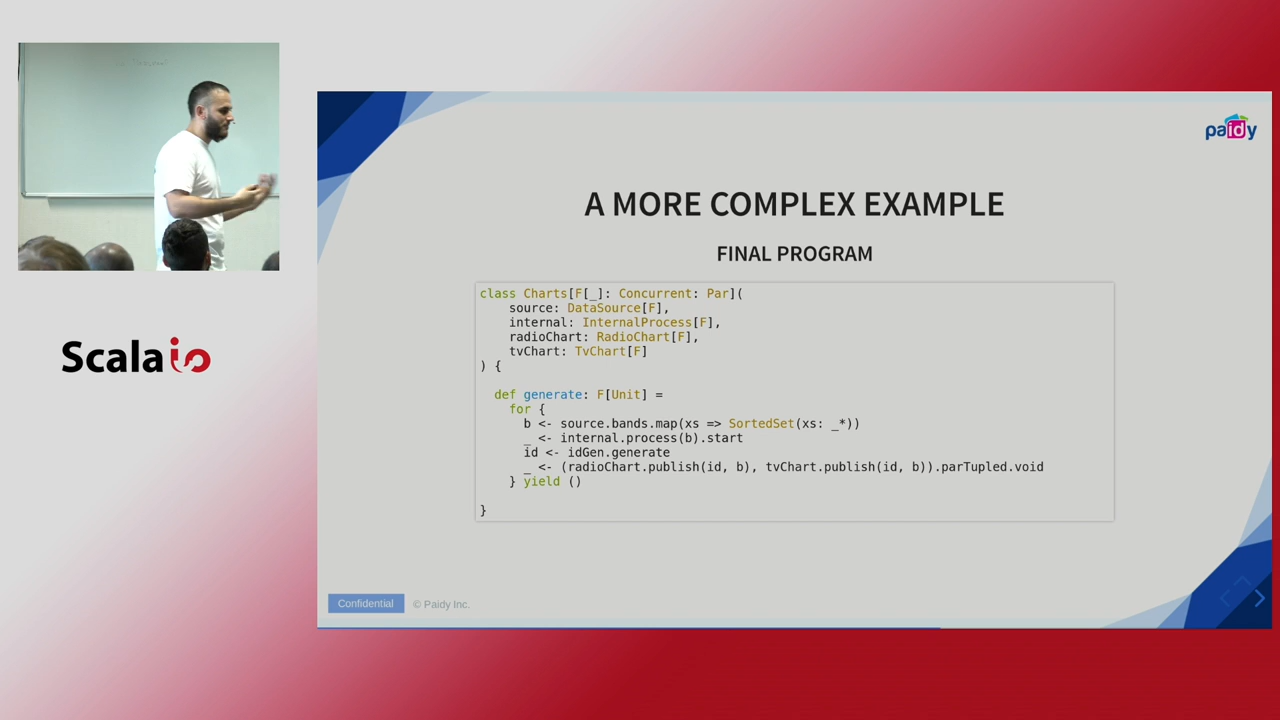 Scala io
paidy
A MORE COMPLEX EXAMPLE
FINAL PROGRAM
class Charts[F[_]: Concurrent: Par](
    source: DataSource[F],
    internal: InternalProcess[F],
    radioChart: RadioChart[F],
    tvChart: TvChart[F]
) {
  def generate: F[Unit] =
    for {
      b <- source.bands.map(xs => SortedSet(xs: _*))
      _ <- internal.process(b).start
      id <- idGen.generate
      _ <- (radioChart.publish(id, b), tvChart.publish(id, b)).parTupled.void
    } yield ()
}
Confidential
© Paidy Inc.